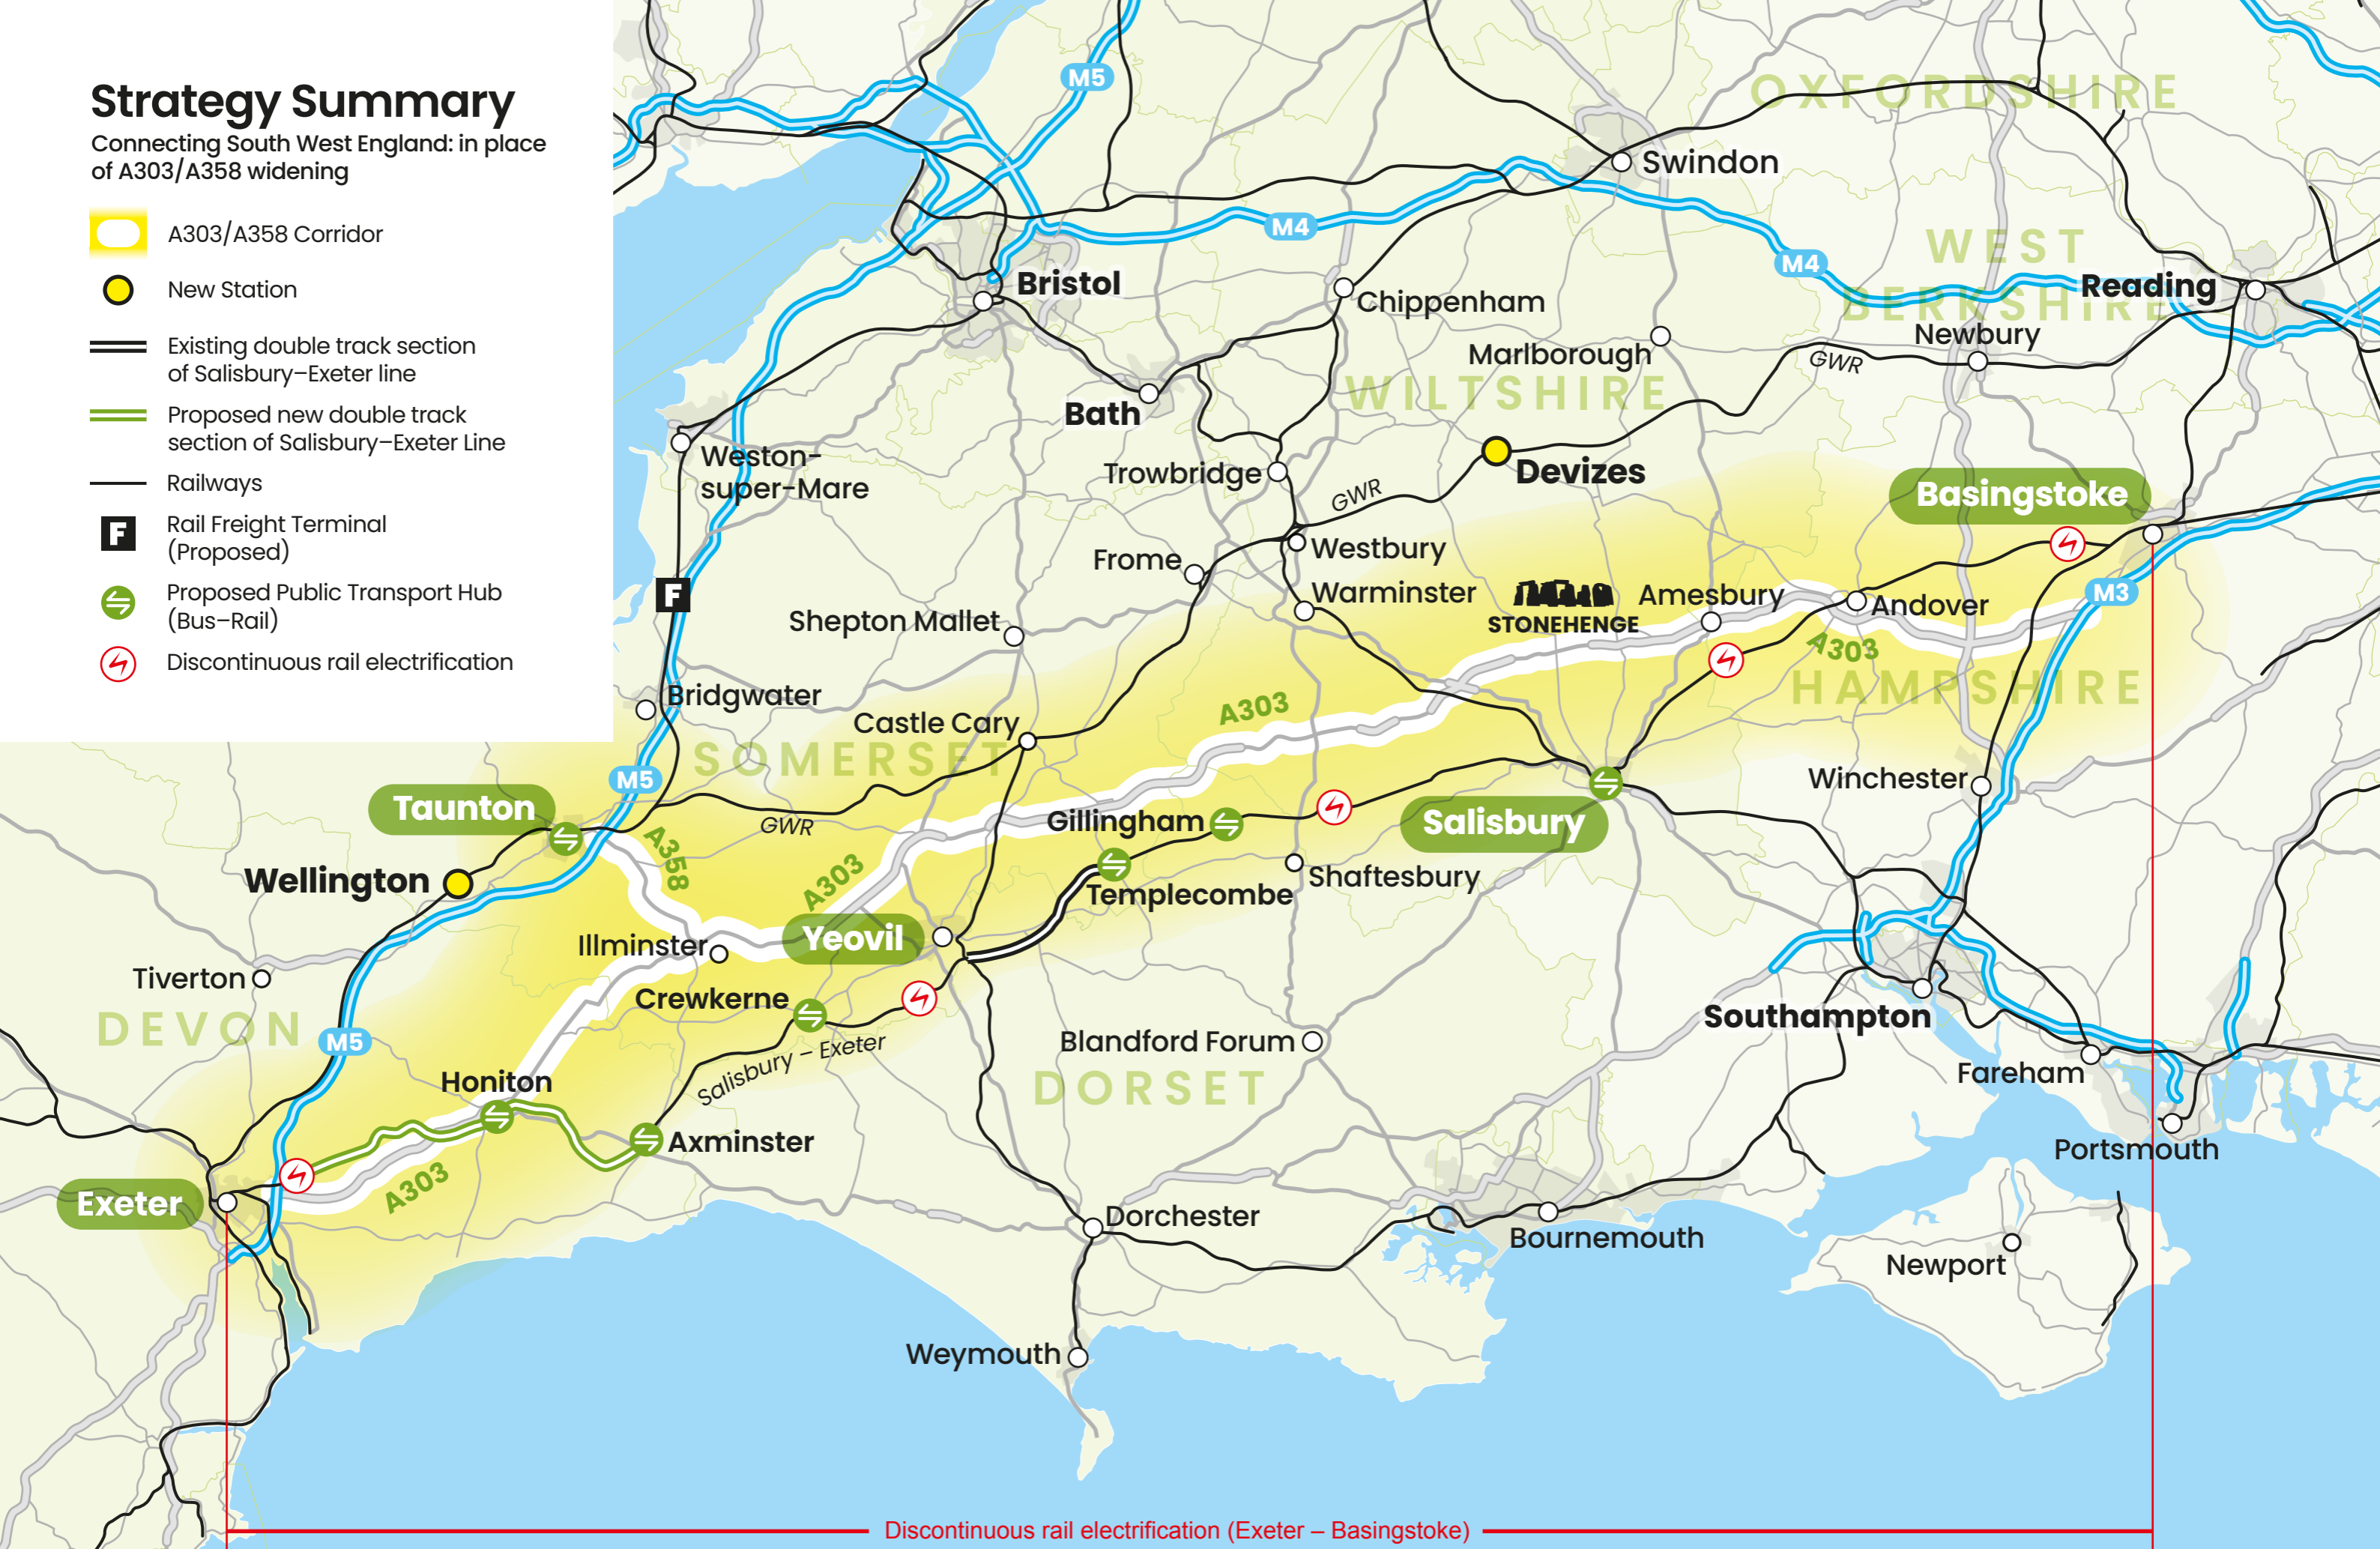 Strategy Summary
Connecting South West England: in place
of A303/A358 widening
A303/A358 Corridor
New Station
Existing double track section
of Salisbury–Exeter line
Proposed new double track
section of Salisbury–Exeter Line
Railways
F
Rail Freight Terminal
(Proposed)
Proposed Public Transport Hub
(Bus–Rail)
Discontinuous rail electrification
M5
OXFORDSHIRE
Swindon
M4
WEST
BERKSHIRE
M4
Reading
Bristol
Chippenham
Newbury
Marlborough
GWR
WILTSHIRE
Bath
Weston-
super-Mare
Trowbridge
GWR
Devizes
Basingstoke
Westbury
Frome
Warminster
STONEHENGE
Amesbury
Andover
M3
F
Shepton Mallet
A303
HAMPSHIRE
Bridgwater
Castle Cary
A303
SOMERSET
M5
Winchester
Taunton
GWR
Gillingham
Salisbury
A358
A303
Wellington
Templecombe
Shaftesbury
Yeovil
Illminster
Tiverton
Crewkerne
Southampton
DEVON
M5
Salisbury – Exeter
Blandford Forum
DORSET
Fareham
Honiton
Axminster
Portsmouth
A303
Exeter
Dorchester
Bournemouth
Newport
Weymouth
Discontinuous rail electrification (Exeter – Basingstoke)